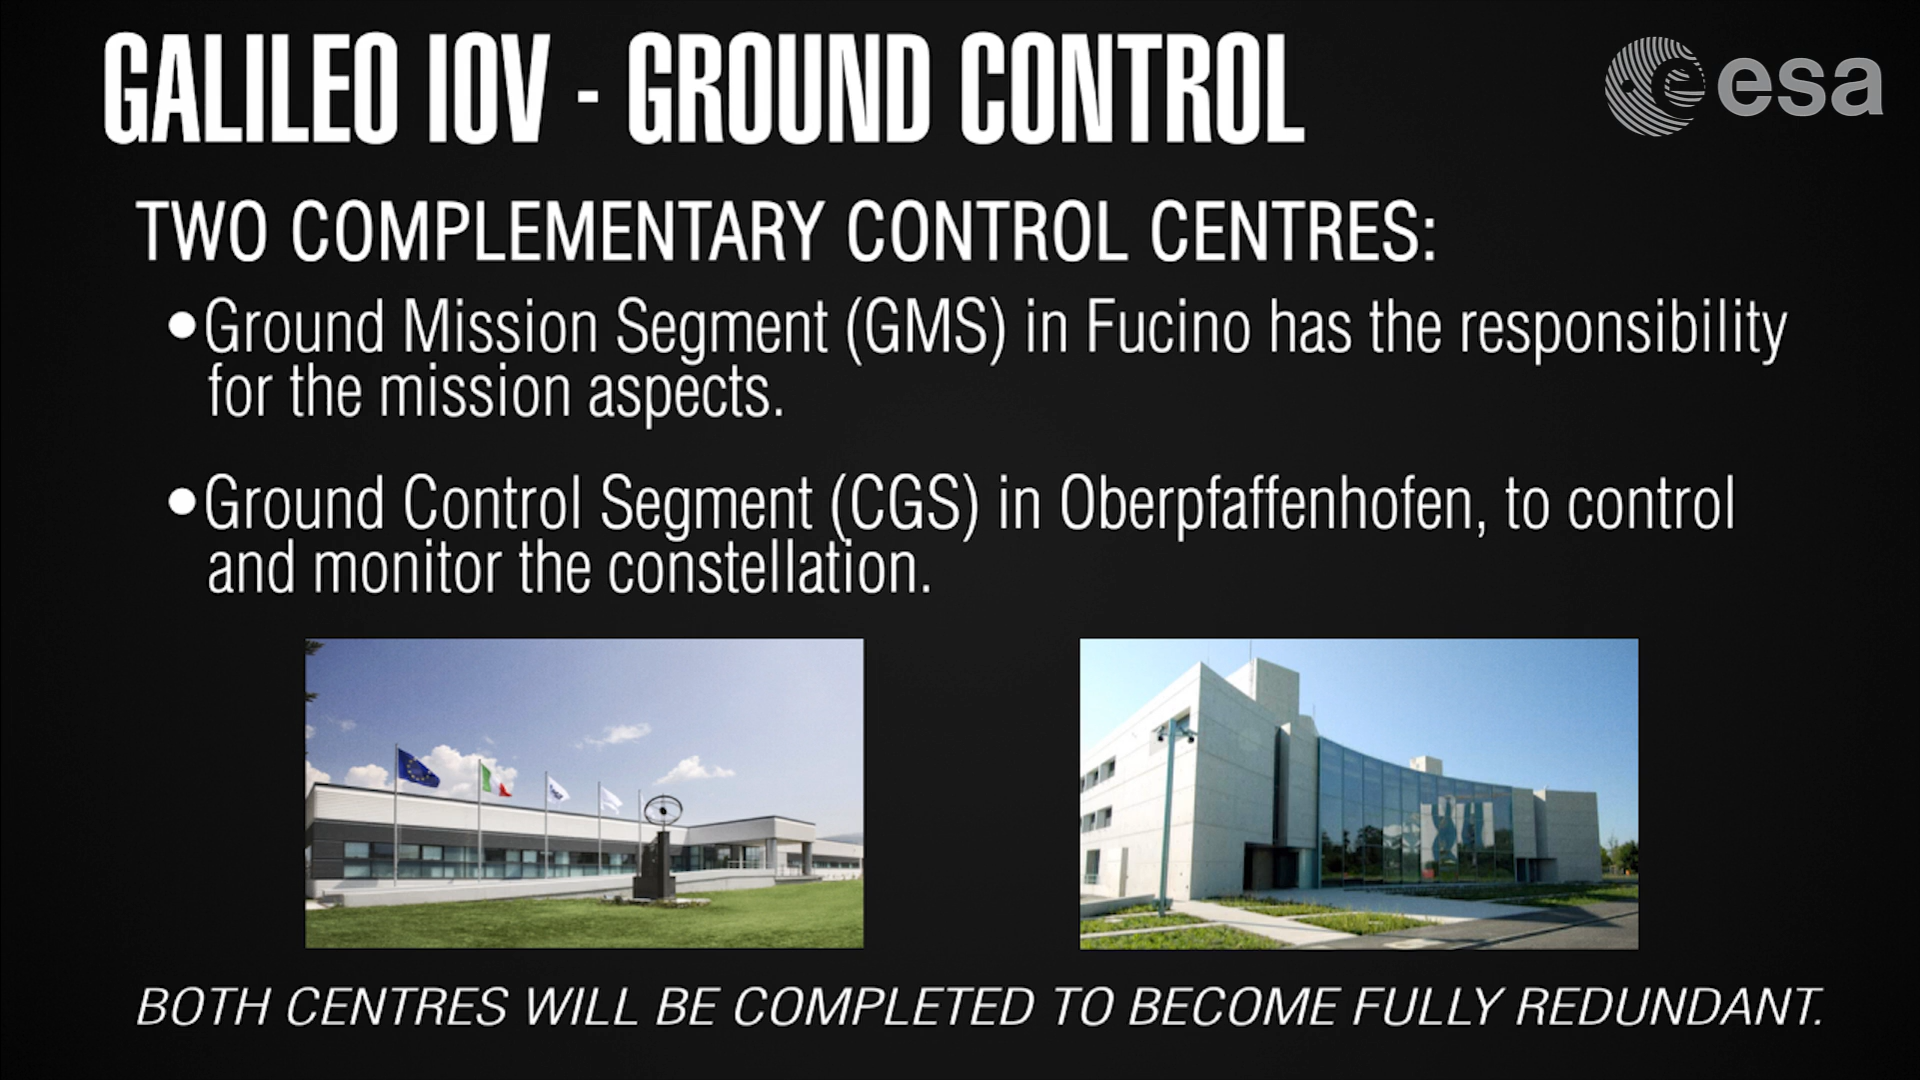 GALILEO IOV - GROUND CONTROL
esa
TWO COMPLEMENTARY CONTROL CENTRES:
•Ground Mission Segment (GMS) in Fucino has the responsibility
for the mission aspects.
•Ground Control Segment (CGS) in Oberpfaffenhofen, to control
and monitor the constellation.
BOTH CENTRES WILL BE COMPLETED TO BECOME FULLY REDUNDANT.